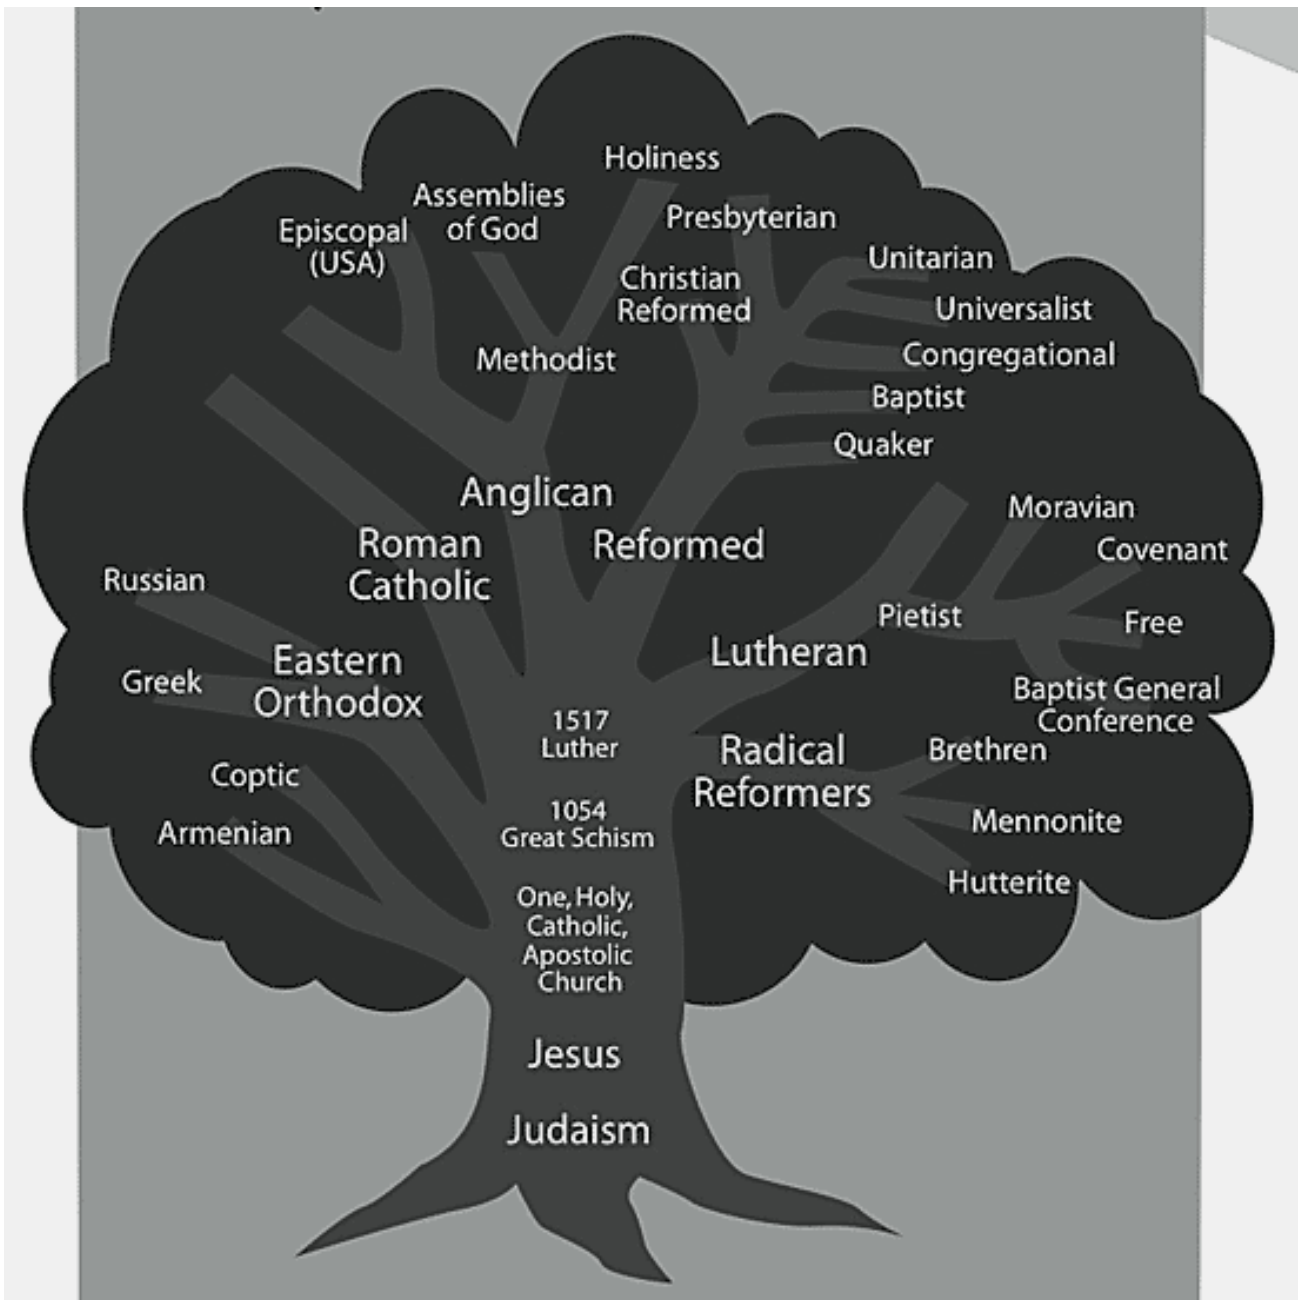 Holiness
Assemblies
of God
Presbyterian
Episcopal
(USA)
Unitarian
Christian
Reformed
Universalist
Methodist
Congregational
Baptist
Quaker
Anglican
Moravian
Roman
Catholic
Reformed
Covenant
Russian
Pietist
Free
Lutheran
Eastern
Orthodox
Greek
Baptist General
Conference
1517
Luther
Radical
Reformers
Brethren
Coptic
1054
Great Schism
Mennonite
Armenian
Hutterite
One, Holy,
Catholic,
Apostolic
Church
Jesus
Judaism